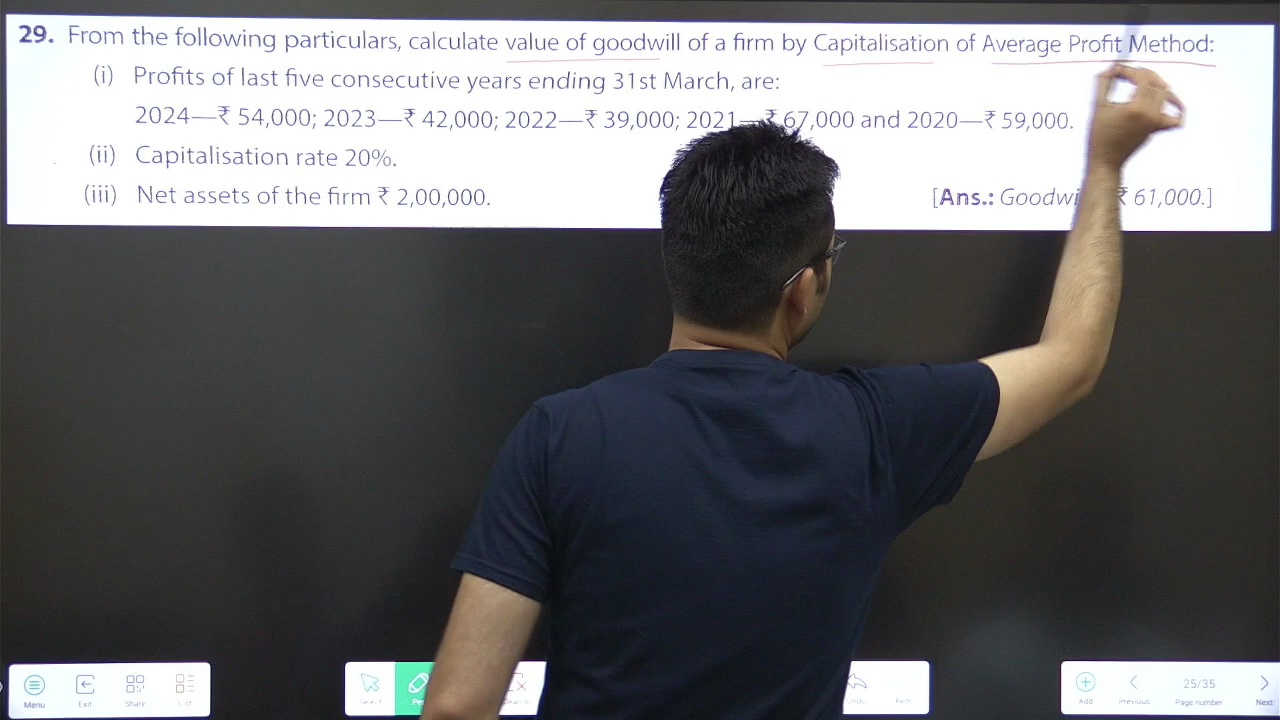 29. From the following particulars, calculate value of goodwill of a firm by Capitalisation of Average Profit Method:
(i) Profits of last five consecutive years ending 31st March, are:
2024—₹ 54,000; 2023—₹ 42,000; 2022—₹ 39,000; 2021—₹ 67,000 and 2020—₹ 59,000.
(ii) Capitalisation rate 20%.
(iii) Net assets of the firm ₹ 2,00,000. [Ans.: ₹ 61,000.]
Menu Exit Share List Select Add Previous 25/35 Page number Next